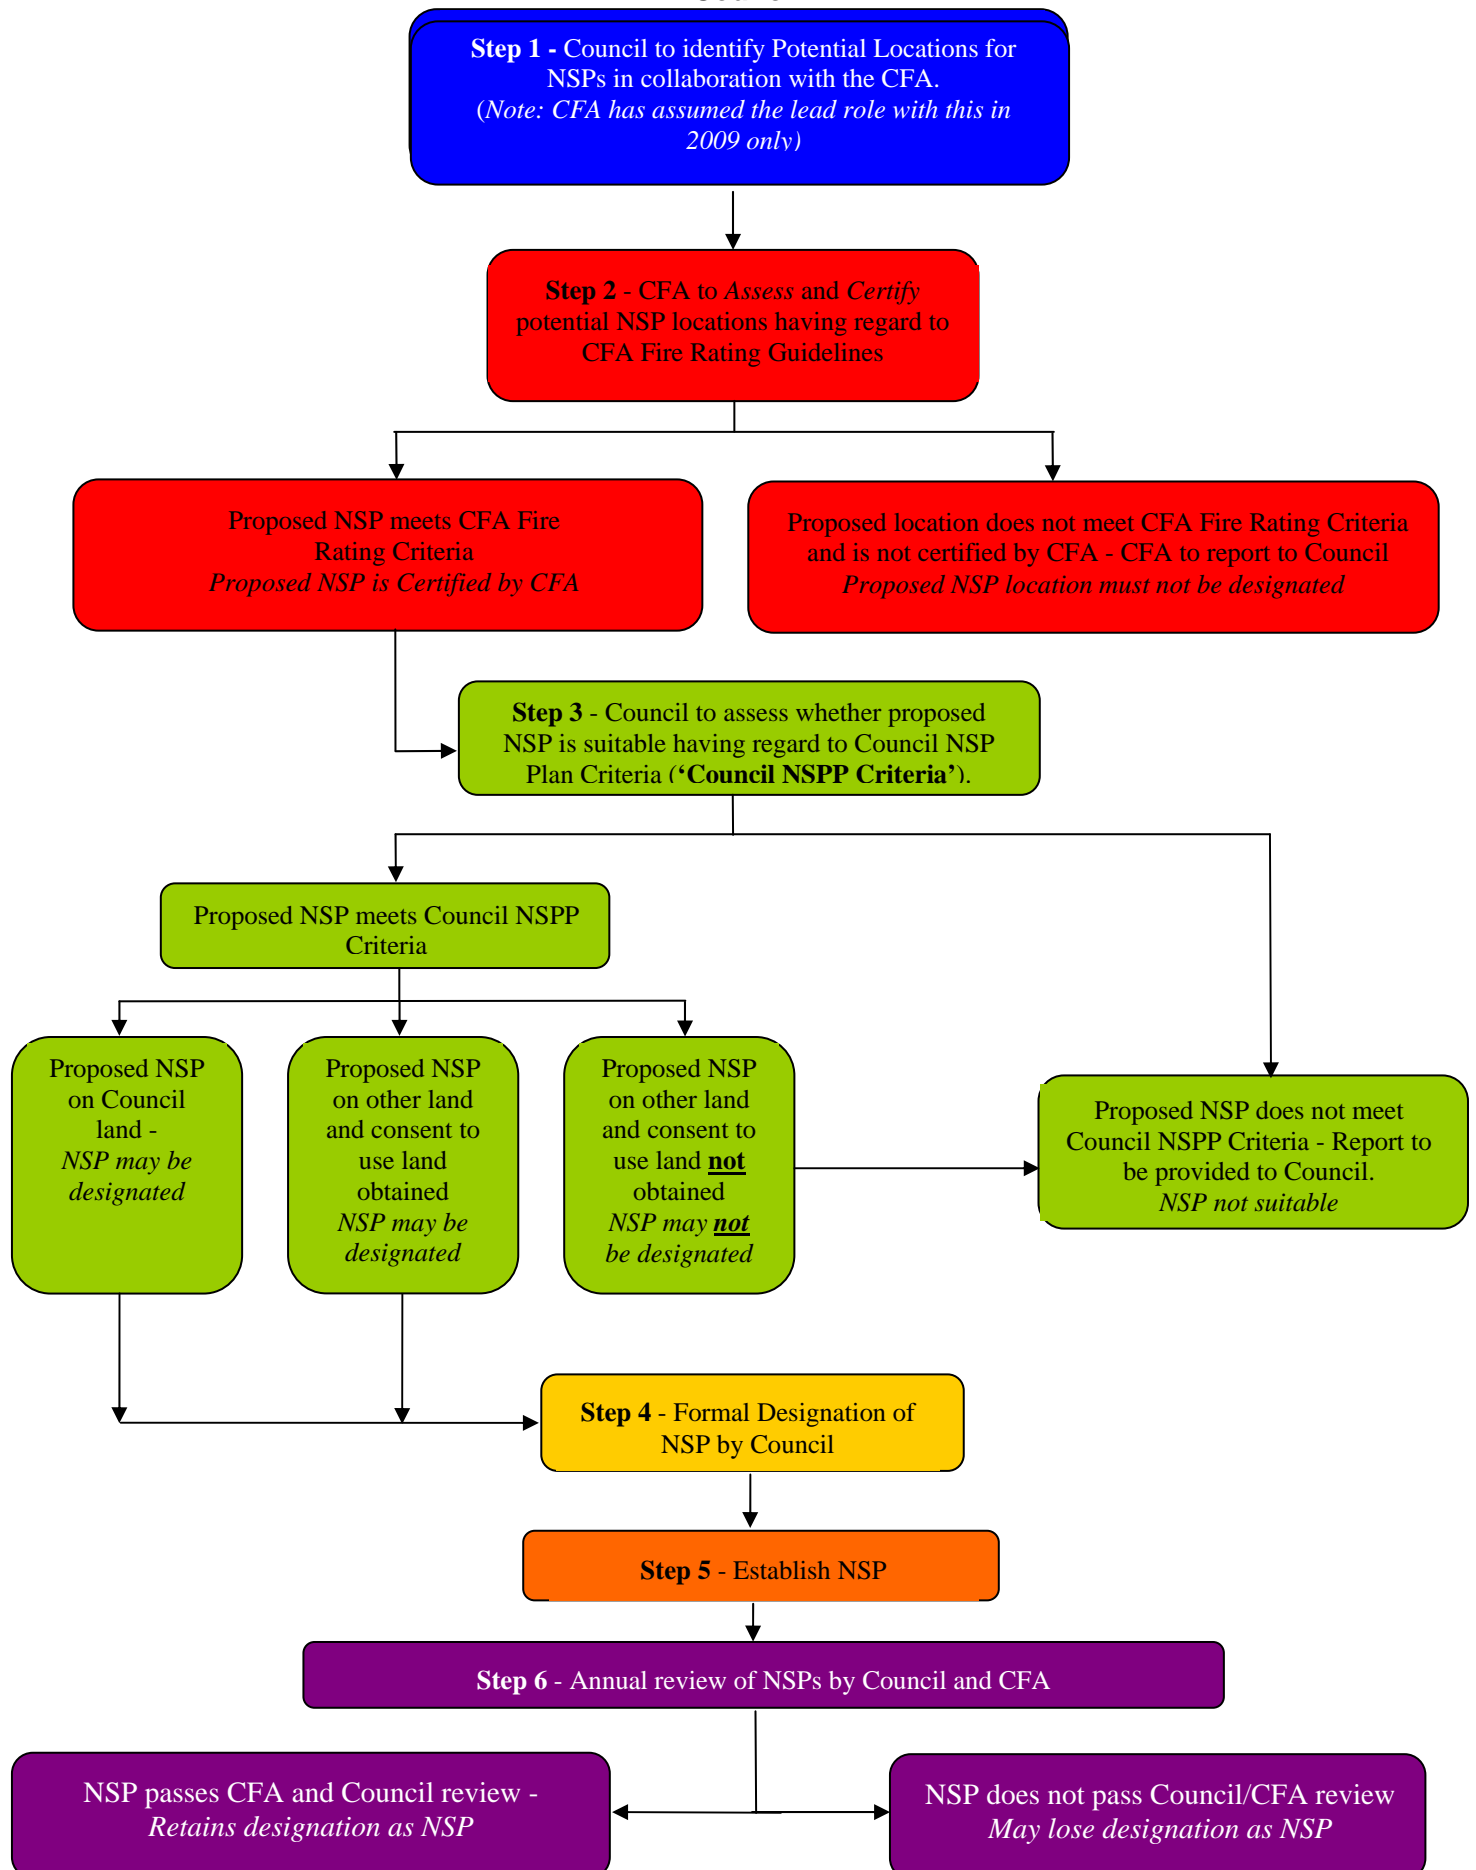 Step 1 - Council to identify Potential Locations for
NSPs in collaboration with the CFA.
(Note: CFA has assumed the lead role with this in
2009 only)
Step 2 - CFA to Assess and Certify
potential NSP locations having regard to
CFA Fire Rating Guidelines
Proposed NSP meets CFA Fire
Rating Criteria
Proposed NSP is Certified by CFA
Proposed location does not meet CFA Fire Rating Criteria
and is not certified by CFA - CFA to report to Council
Proposed NSP location must not be designated
Step 3 - Council to assess whether proposed
NSP is suitable having regard to Council NSP
Plan Criteria (‘Council NSPP Criteria’).
Proposed NSP meets Council NSPP
Criteria
Proposed NSP
on Council
land -
NSP may be
designated
Proposed NSP
on other land
and consent to
use land
obtained
NSP may be
designated
Proposed NSP
on other land
and consent to
use land not
obtained
NSP may not
be designated
Proposed NSP does not meet
Council NSPP Criteria - Report to
be provided to Council.
NSP not suitable
Step 4 - Formal Designation of
NSP by Council
Step 5 - Establish NSP
Step 6 - Annual review of NSPs by Council and CFA
NSP passes CFA and Council review -
Retains designation as NSP
NSP does not pass Council/CFA review
May lose designation as NSP